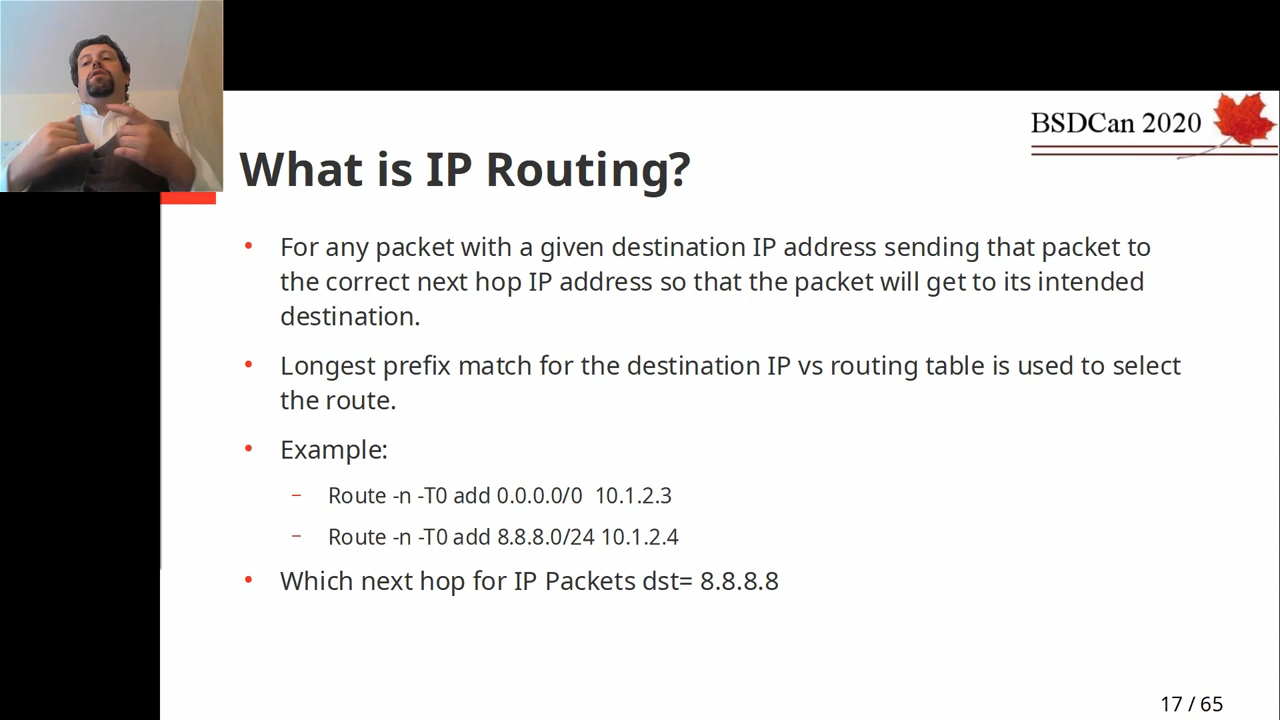 BSDCan 2020
What is IP Routing?
• For any packet with a given destination IP address sending that packet to
the correct next hop IP address so that the packet will get to its intended
destination.
• Longest prefix match for the destination IP vs routing table is used to select
the route.
• Example:
– Route -n -T0 add 0.0.0.0/0  10.1.2.3
– Route -n -T0 add 8.8.8.0/24 10.1.2.4
• Which next hop for IP Packets dst= 8.8.8.8
17 / 65